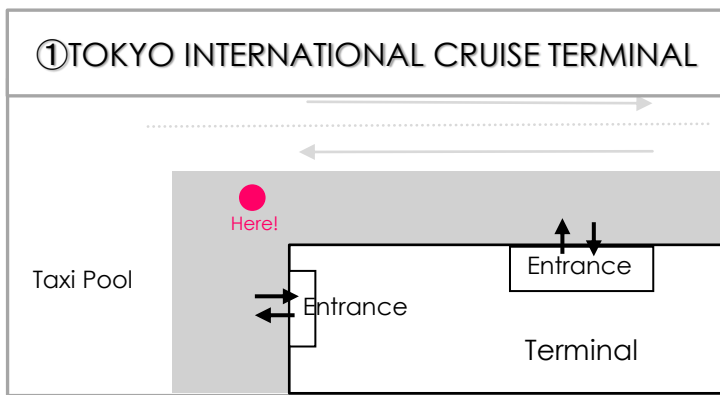 ①TOKYO INTERNATIONAL CRUISE TERMINAL
Here!
Taxi Pool
Entrance
Entrance
Terminal